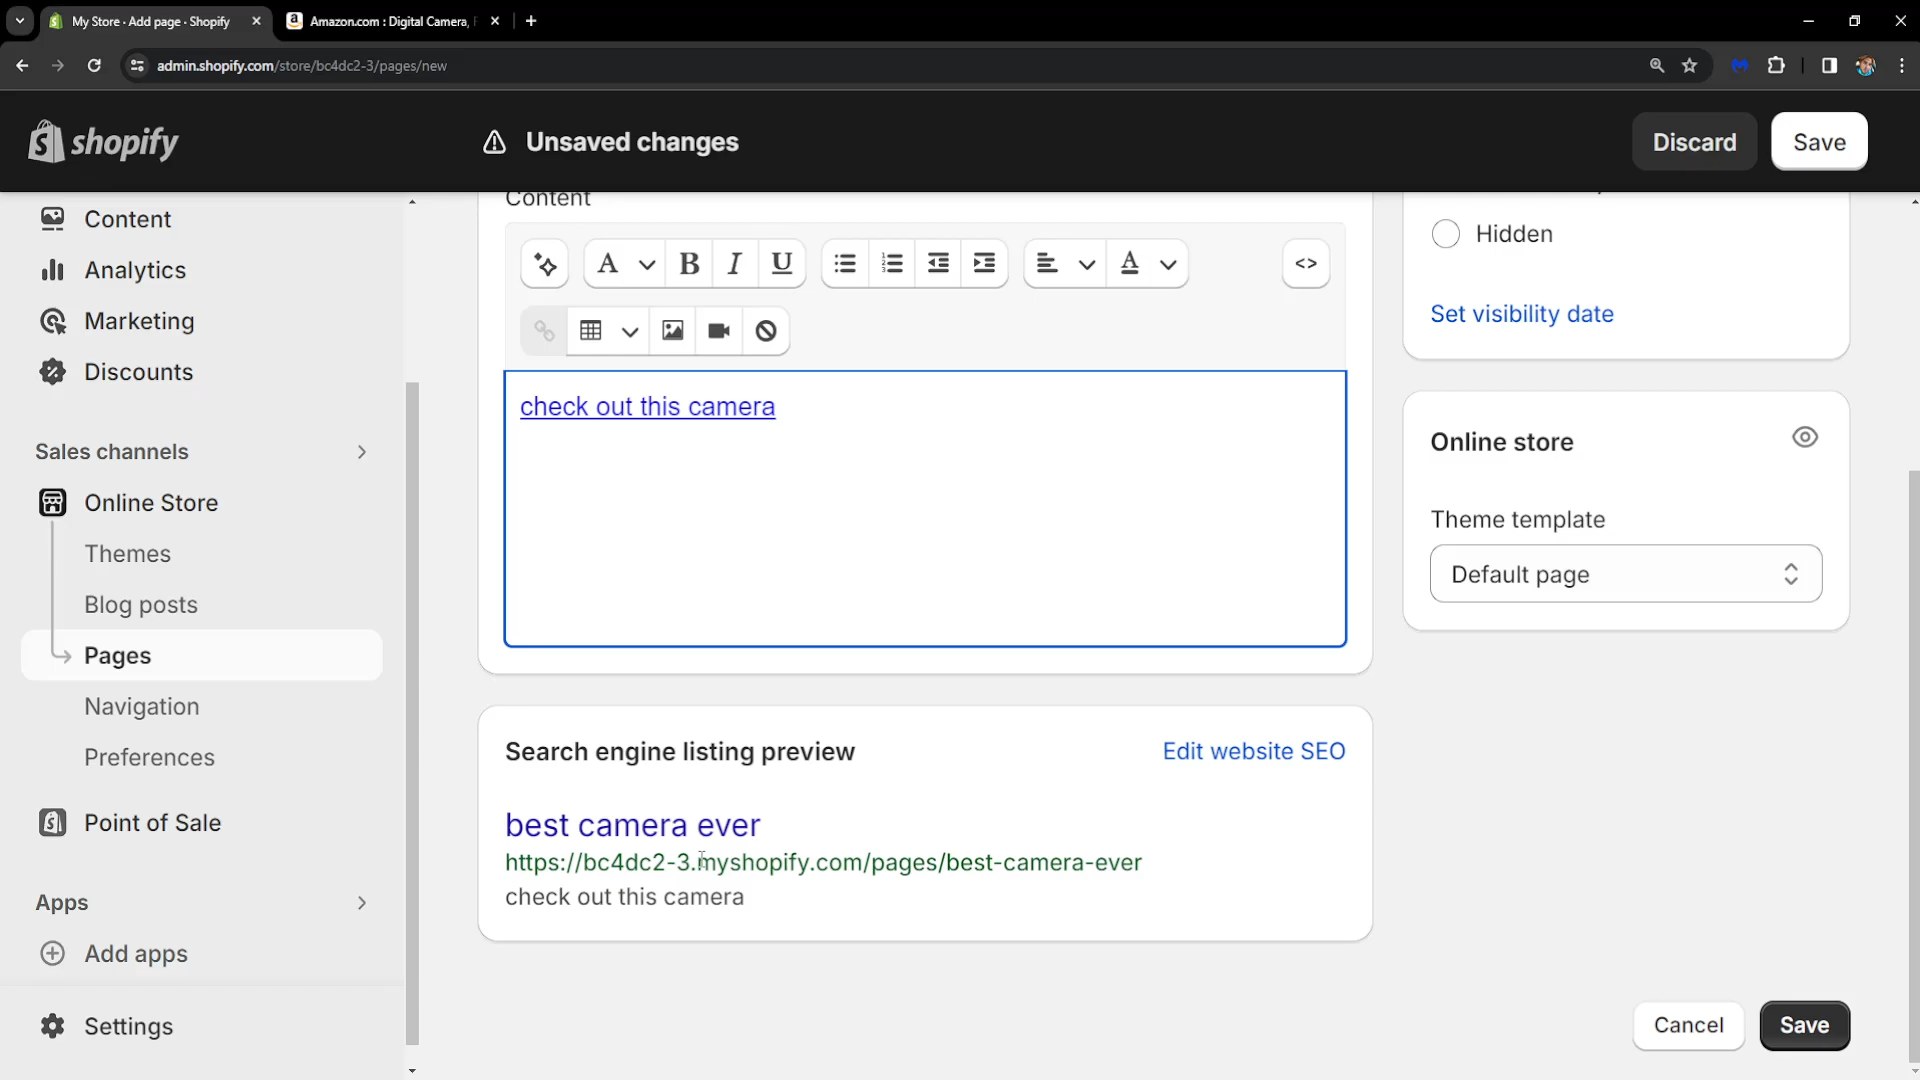 My Store · Add page · Shopify
Amazon.com : Digital Camera,
admin.shopify.com/store/bc4dc2-3/pages/new
shopify
Unsaved changes
Discard
Save
Content
Analytics
Marketing
Discounts
Sales channels
Online Store
Themes
Blog posts
Pages
Navigation
Preferences
Point of Sale
Apps
Add apps
Settings
Content
A
B
I
U
A
<>
check out this camera
Search engine listing preview
Edit website SEO
best camera ever
https://bc4dc2-3.myshopify.com/pages/best-camera-ever
check out this camera
Hidden
Set visibility date
Online store
Theme template
Default page
Cancel
Save